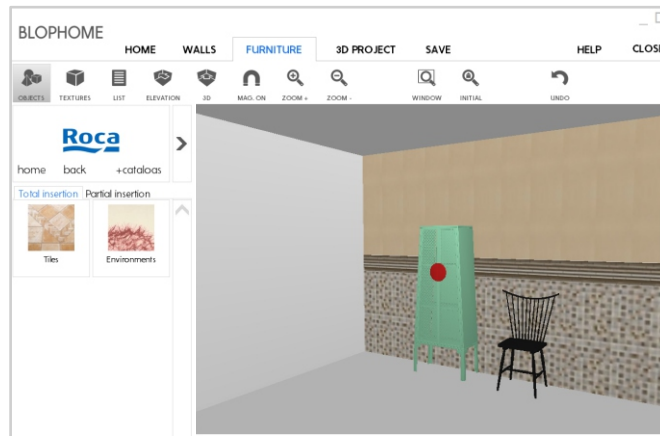 BLOPHOME
HOME WALLS FURNITURE 3D PROJECT SAVE HELP CLOSE
OBJECTS TEXTURES LIST ELEVATION 3D MAG. ON ZOOM + ZOOM - WINDOW INITIAL UNDO
Roca
home back +cataloas
Total insertion Partial insertion
Tiles Environments